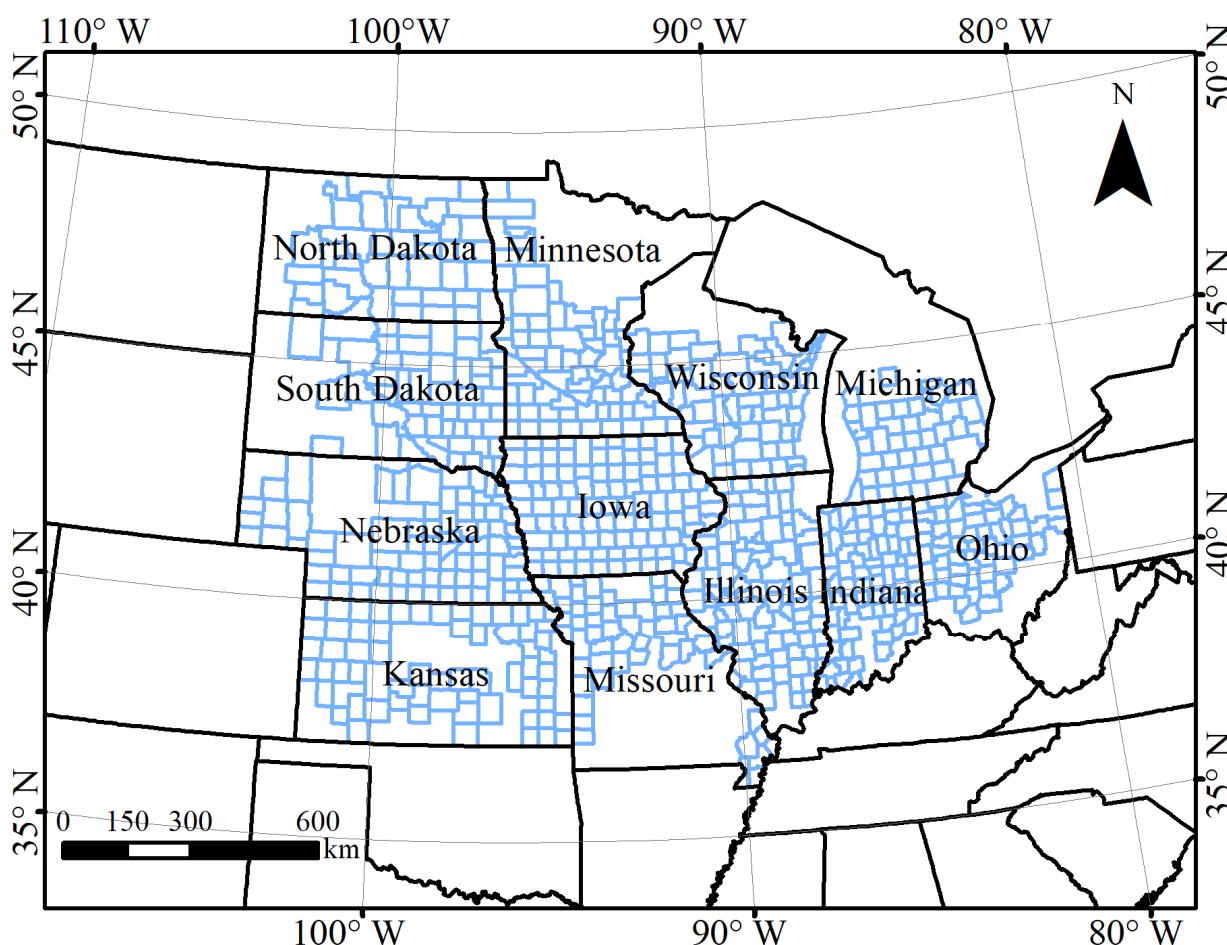 110° W
100°W
90° W
80° W
50° N
50° N
N
North Dakota
Minnesota
45° N
45° N
South Dakota
Wisconsin
Michigan
Iowa
Nebraska
Ohio
40° N
40° N
Illinois
Indiana
Kansas
Missouri
35° N
35° N
0
150
300
600
km
100°W
90°W
80° W